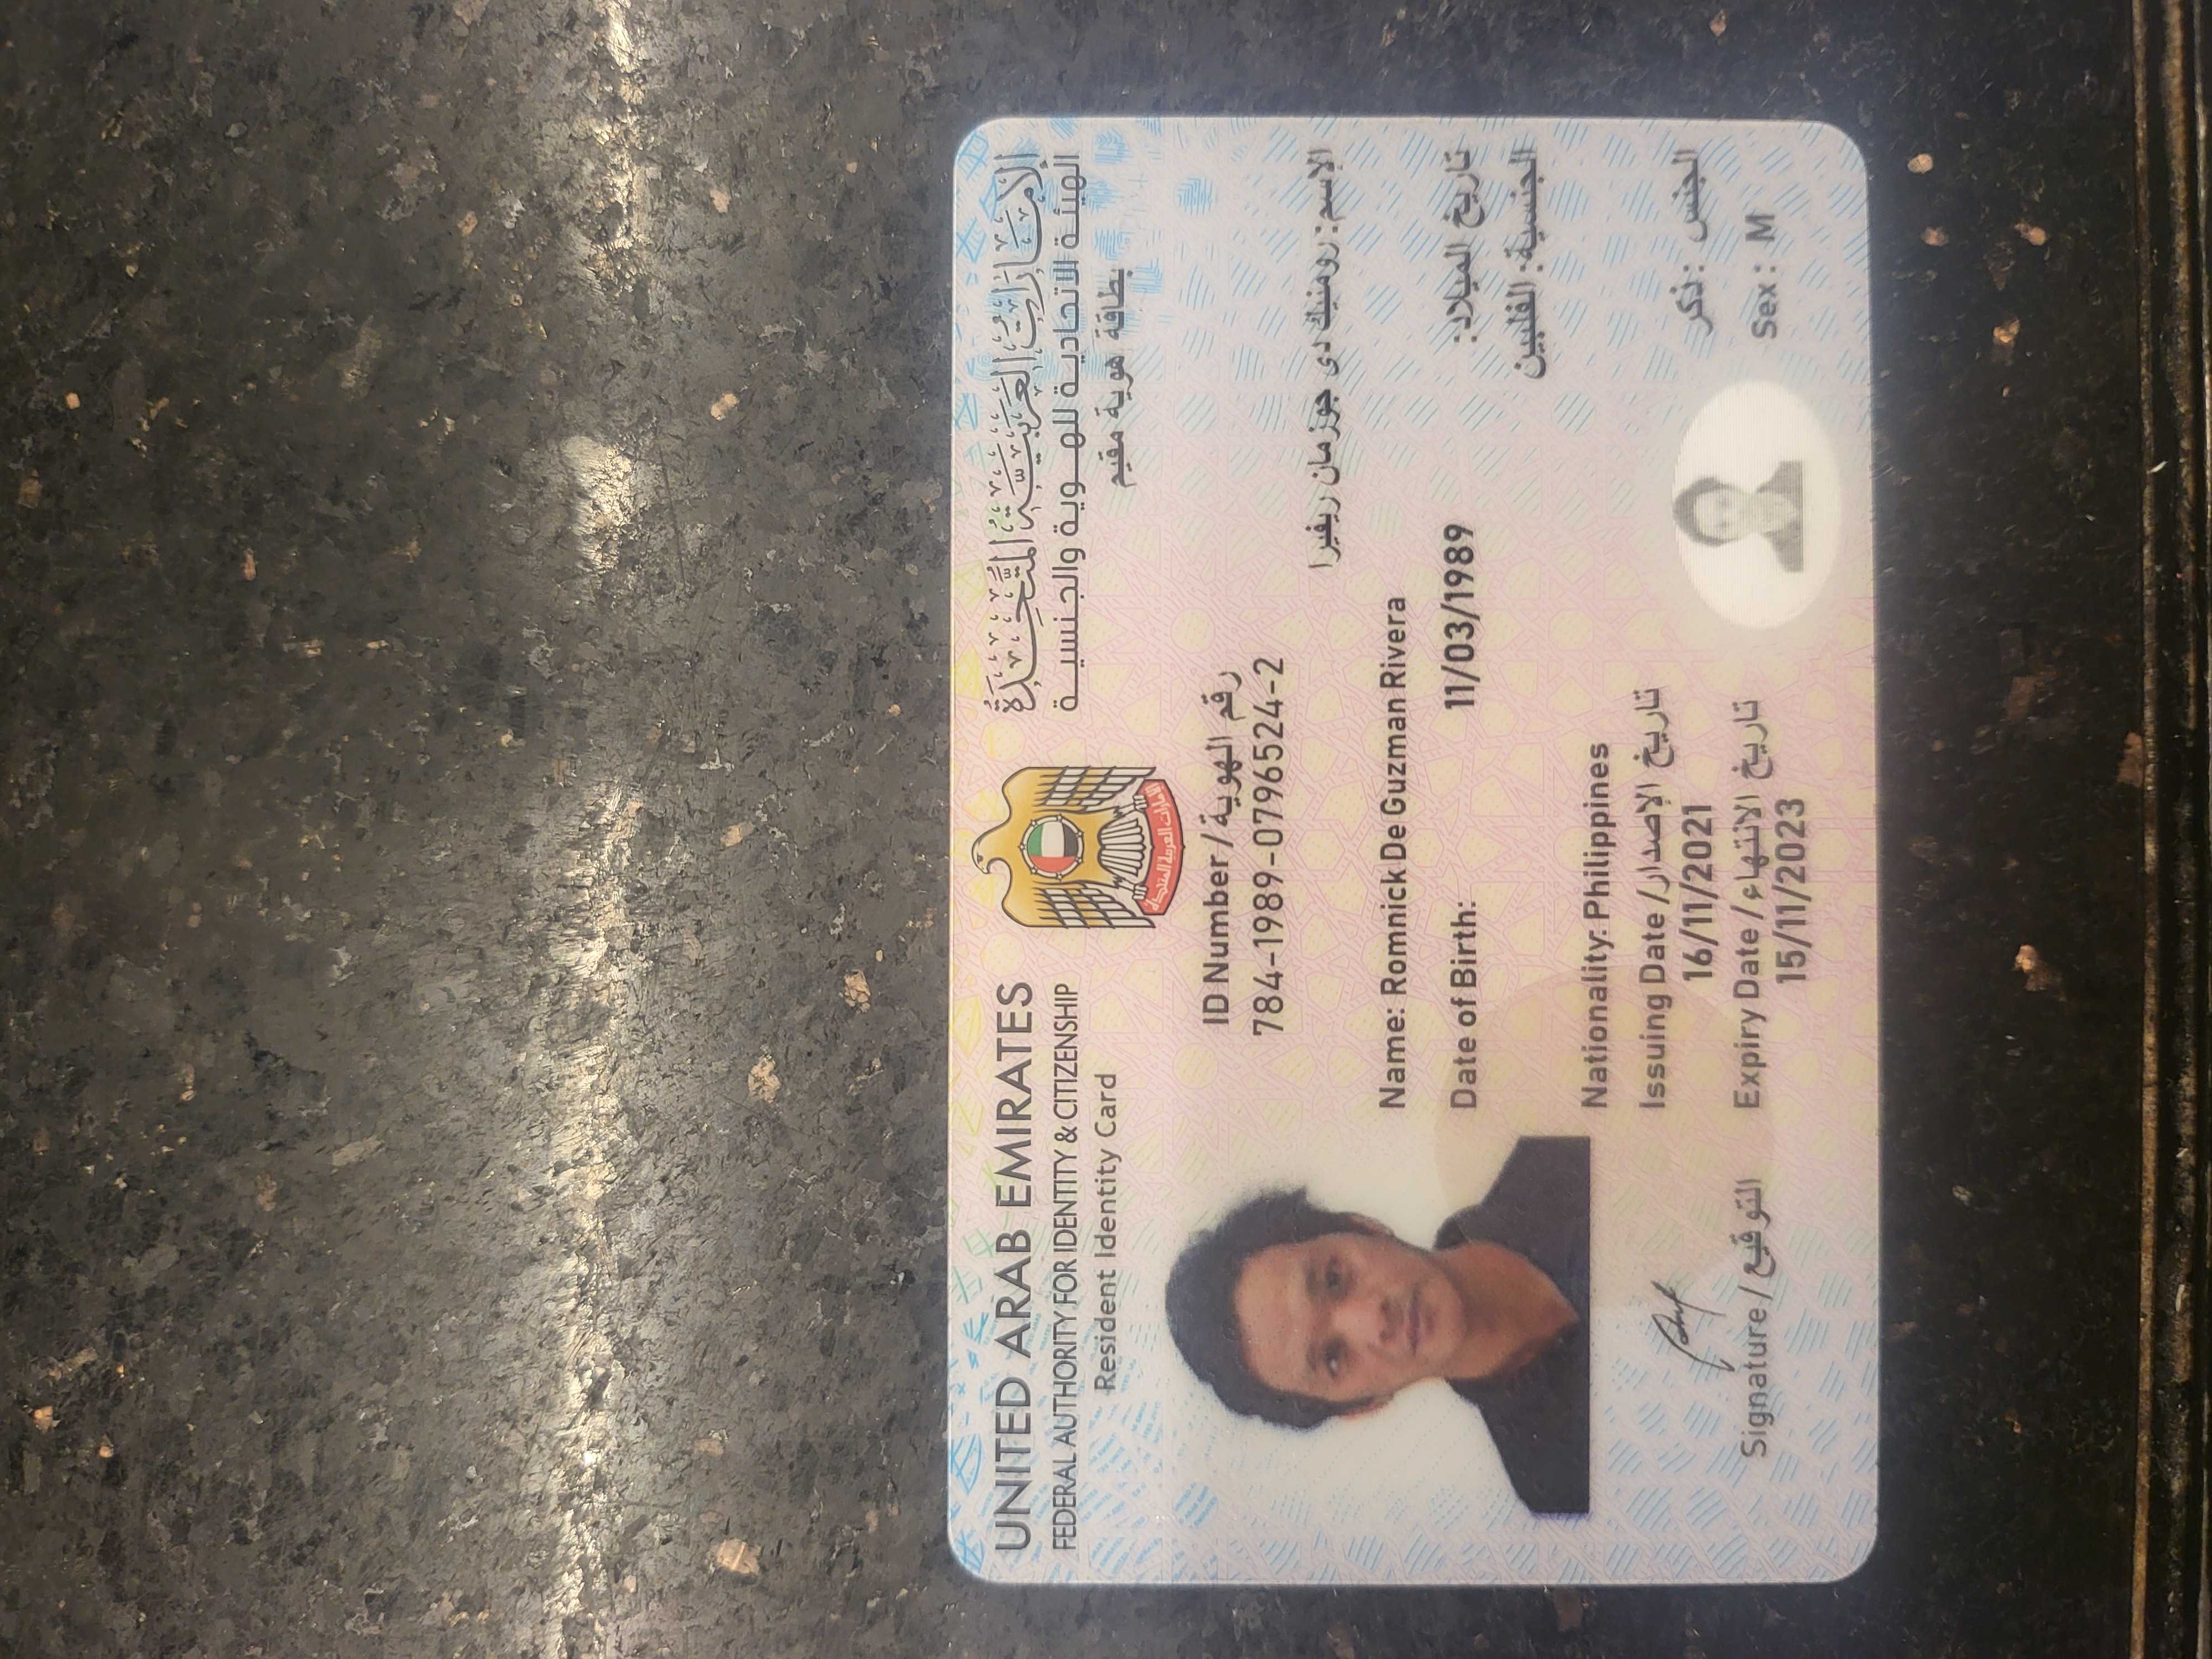 UNITED ARAB EMIRATES
FEDERAL AUTHORITY FOR IDENTITY & CITIZENSHIP
Resident Identity Card
الإمارات العربية المتحدة
الهيئة الاتحادية للهوية والجنسية
بطاقة هوية مقيم
الإمارات العربية المتحدة
ID Number / رقم الهوية
784-1989-0796524-2
الإسم: رومنيك دى جوزمان ريفيرا
Name: Romnick De Guzman Rivera
Date of Birth: 11/03/1989 تاريخ الميلاد:
الجنسية: الفلبين
Nationality: Philippines
Issuing Date / تاريخ الإصدار
16/11/2021
Expiry Date / تاريخ الانتهاء
15/11/2023
الجنس : ذكر
Sex : M
Signature / التوقيع